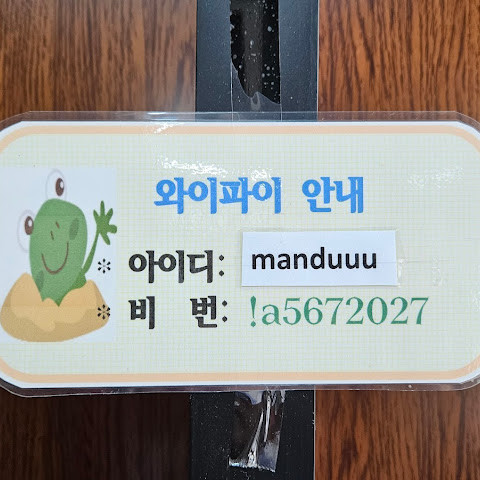 와이파이 안내
* 아이디: manduuu
* 비 번: !a5672027